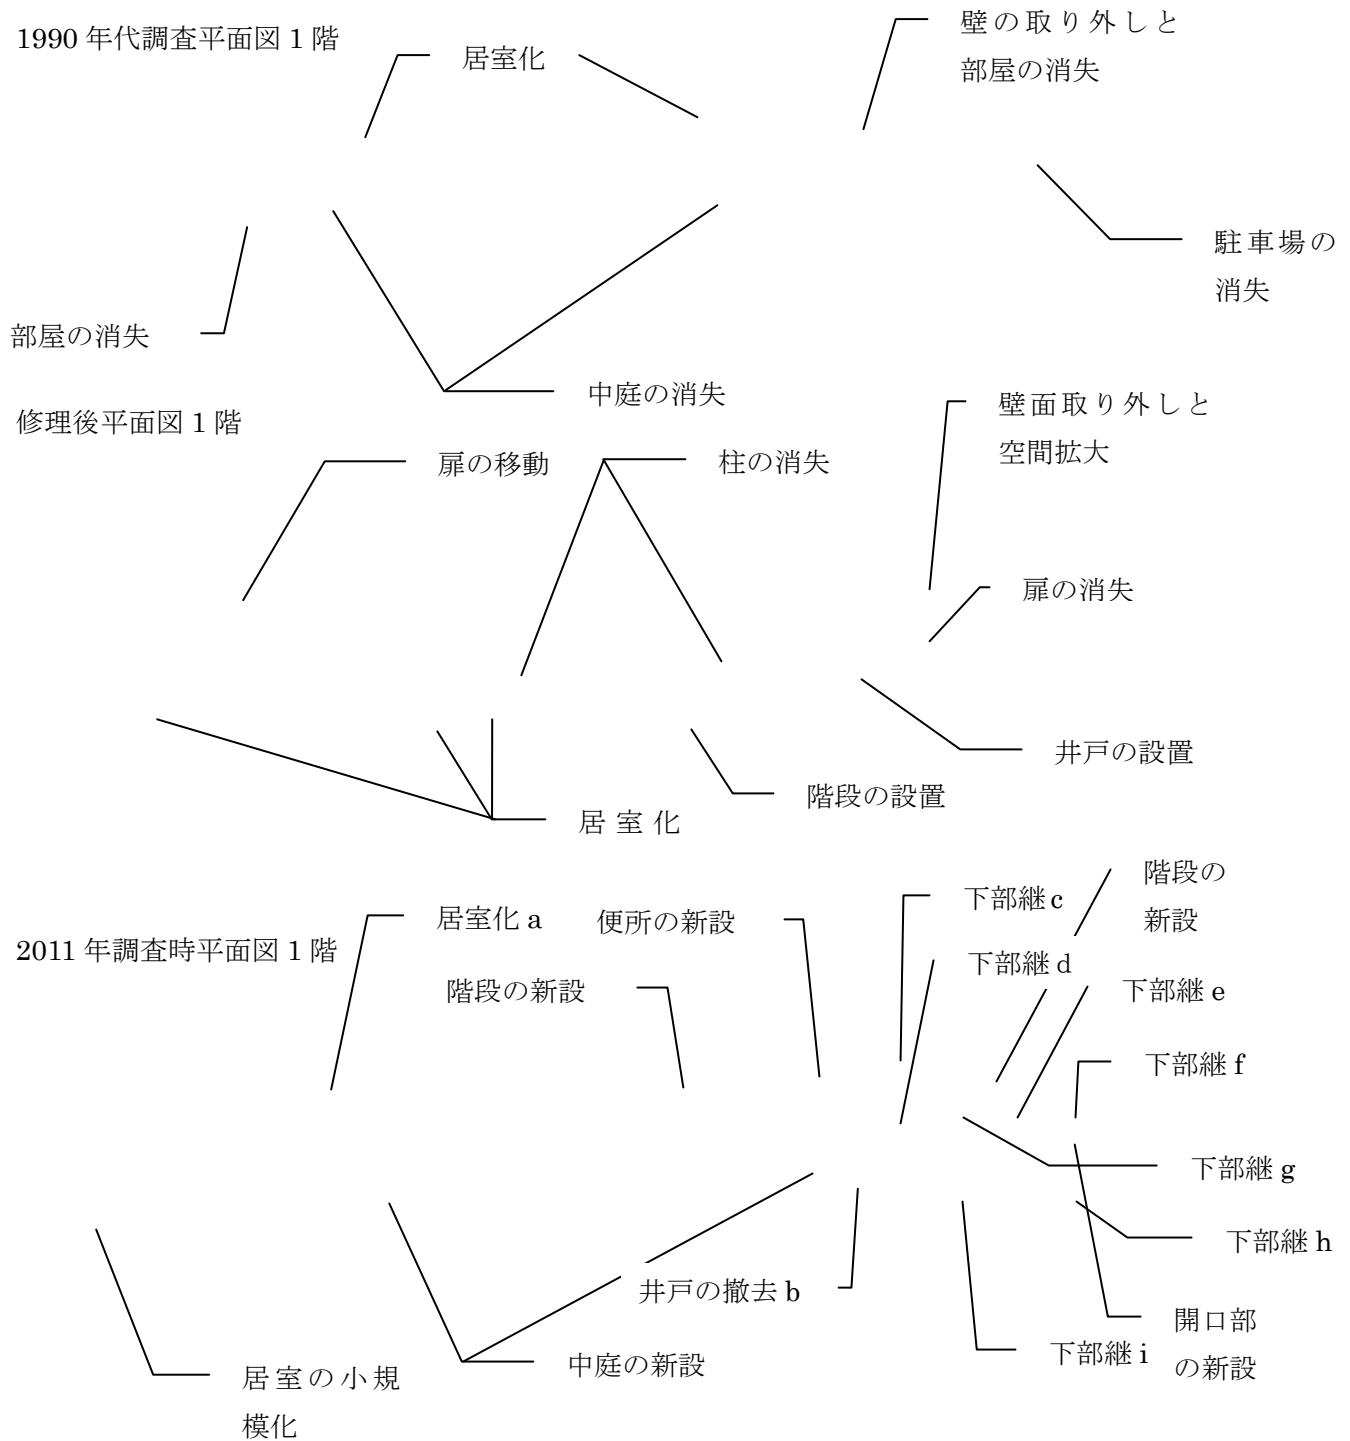 1990 年代調査平面図 1 階
居室化
壁の取り外しと
部屋の消失
駐車場の
消失
部屋の消失
中庭の消失
修理後平面図 1 階
扉の移動
柱の消失
壁面取り外しと
空間拡大
扉の消失
井戸の設置
階段の設置
居室化
2011 年調査時平面図 1 階
居室化 a
便所の新設
階段の新設
下部継 c
下部継 d
階段の
新設
下部継 e
下部継 f
下部継 g
下部継 h
井戸の撤去 b
開口部
の新設
下部継 i
中庭の新設
居室の小規
模化